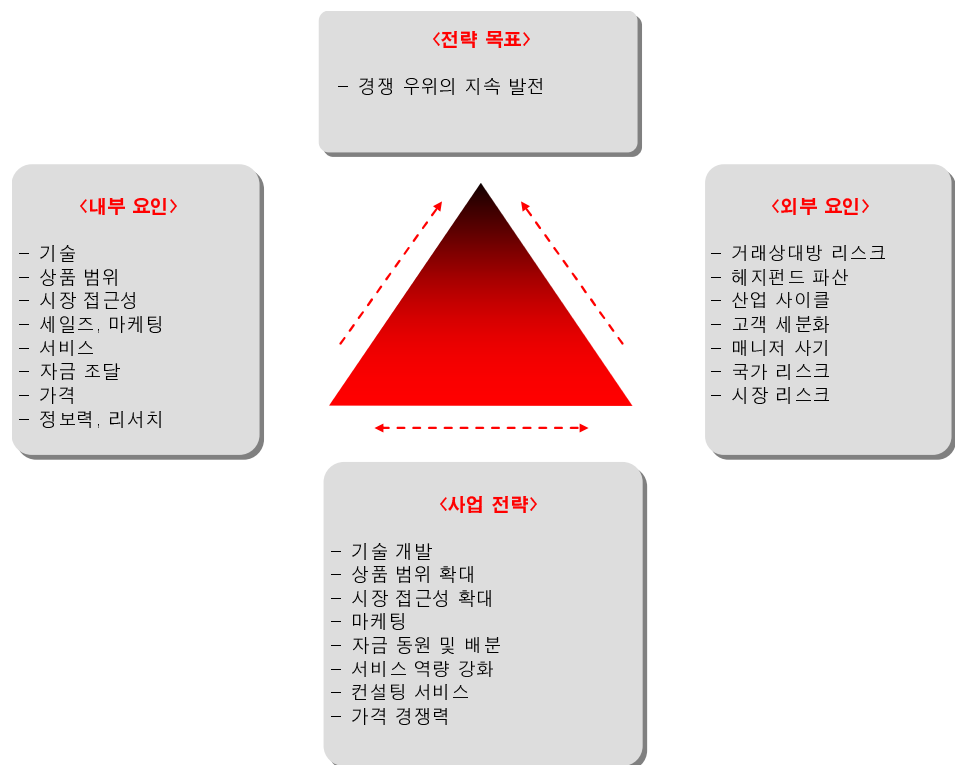 <전략 목표>
– 경쟁 우위의 지속 발전
<내부 요인>
– 기술
– 상품 범위
– 시장 접근성
– 세일즈, 마케팅
– 서비스
– 자금 조달
– 가격
– 정보력, 리서치
<외부 요인>
– 거래상대방 리스크
– 헤지펀드 파산
– 산업 사이클
– 고객 세분화
– 매니저 사기
– 국가 리스크
– 시장 리스크
<사업 전략>
– 기술 개발
– 상품 범위 확대
– 시장 접근성 확대
– 마케팅
– 자금 동원 및 배분
– 서비스 역량 강화
– 컨설팅 서비스
– 가격 경쟁력